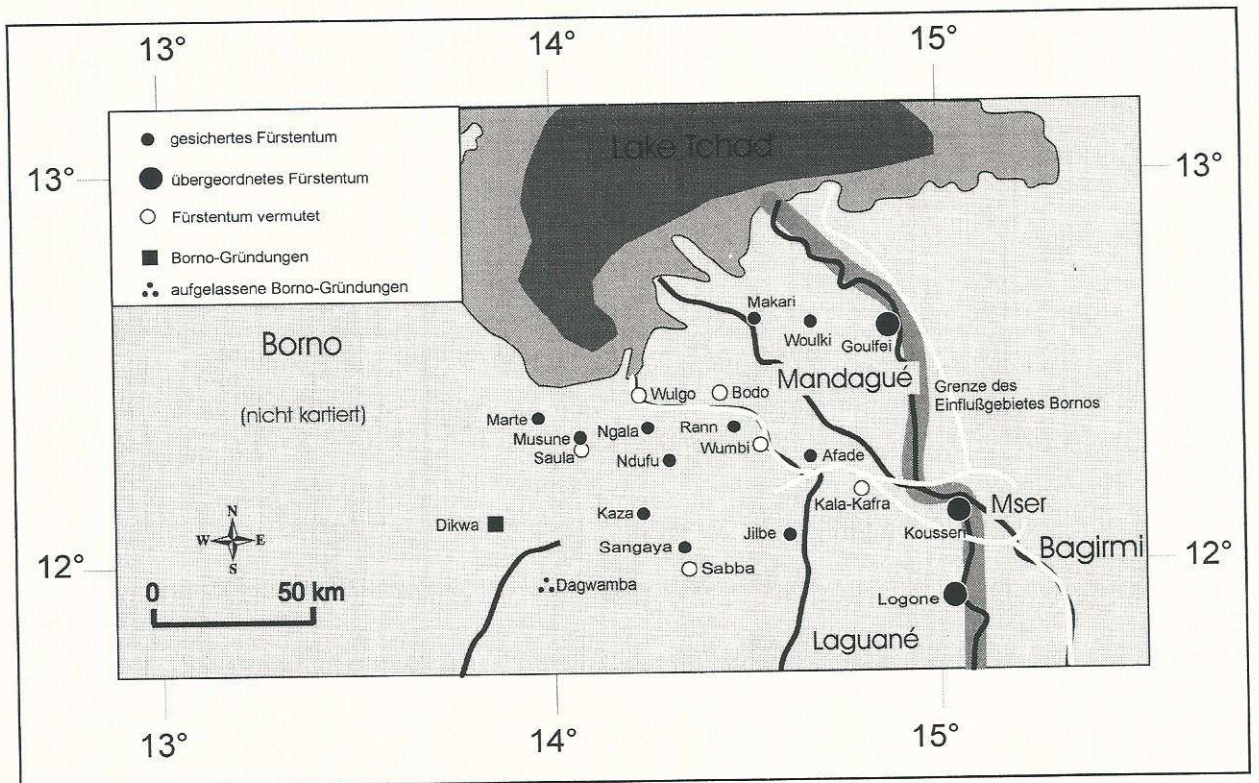 13°
14°
15°
gesichertes Fürstentum
übergeordnetes Fürstentum
Fürstentum vermutet
Borno-Gründungen
aufgelassene Borno-Gründungen
Lake Tchad
13°
13°
Makari
Woulki
Goulfei
Borno
(nicht kartiert)
Mandagué
Grenze des
Einflußgebietes Bornos
Wulgo
Bodo
Marte
Musune
Saula
Ngala
Rann
Wumbi
Ndufu
Afade
Kala-Kafra
Mser
Kousseri
Bagirmi
Dikwa
Kaza
Jilbe
Sangaya
Sabba
N
W
E
S
12°
12°
0
50 km
Dagwamba
Logone
Laguané
13°
14°
15°